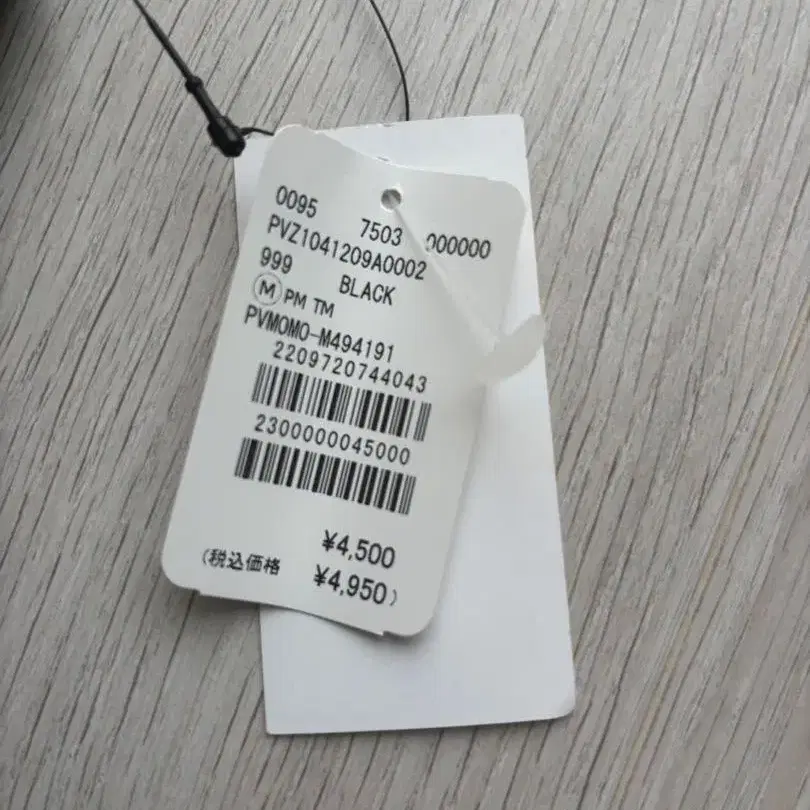 0095 7503 000000
PVZ1041209A0002
999 BLACK
Ⓜ PM TM
PVMOMO-M494191
2209720744043
2300000045000
¥4,500
(税込価格 ¥4,950)